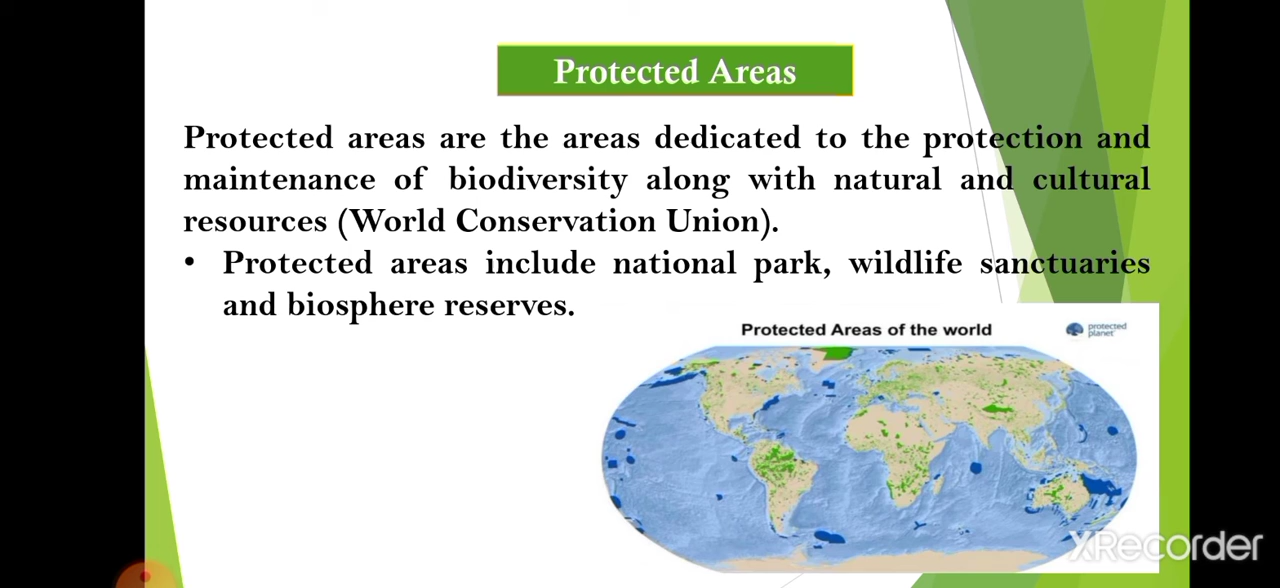 Protected Areas
Protected areas are the areas dedicated to the protection and
maintenance of biodiversity along with natural and cultural
resources (World Conservation Union).
• Protected areas include national park, wildlife sanctuaries
and biosphere reserves.
Protected Areas of the world
protected
planet
XRecorder